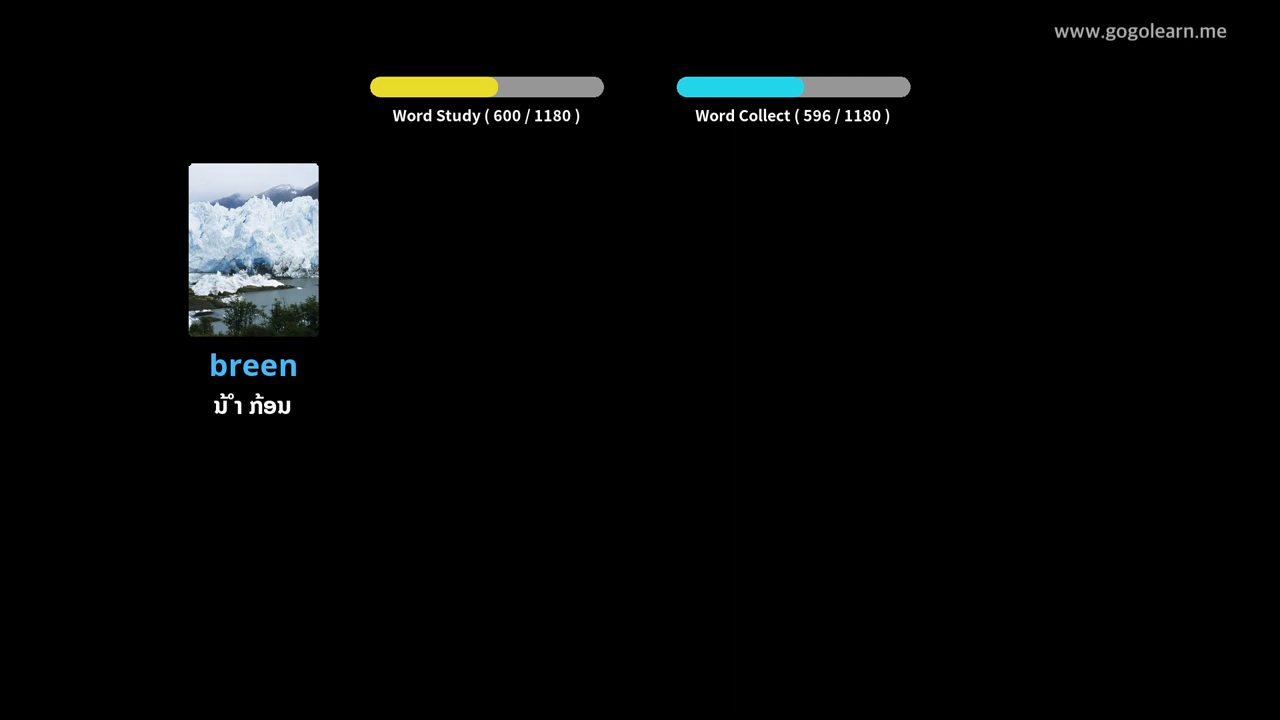 www.gogolearn.me
Word Study ( 600 / 1180 )
Word Collect ( 596 / 1180 )
breen
ນ້ຳ ກ້ອນ